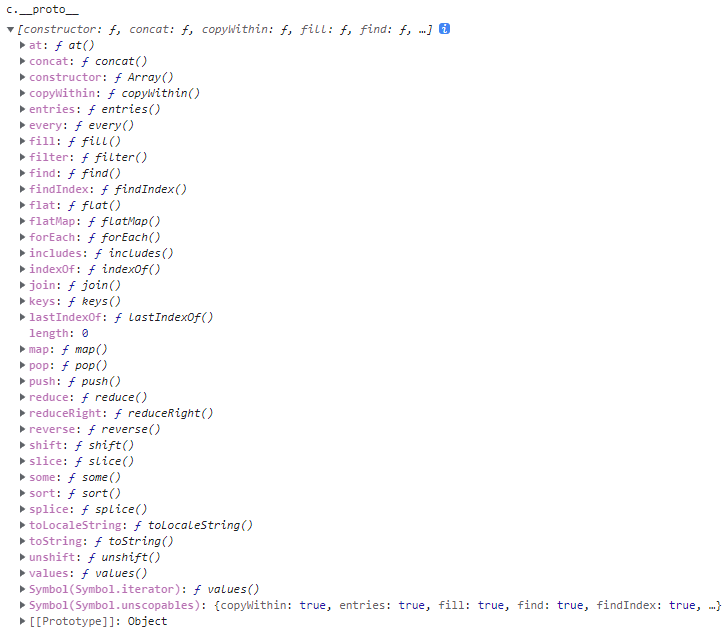 c.__proto__
[constructor: ƒ, concat: ƒ, copyWithin: ƒ, fill: ƒ, find: ƒ, …] i
at: ƒ at()
concat: ƒ concat()
constructor: ƒ Array()
copyWithin: ƒ copyWithin()
entries: ƒ entries()
every: ƒ every()
fill: ƒ fill()
filter: ƒ filter()
find: ƒ find()
findIndex: ƒ findIndex()
flat: ƒ flat()
flatMap: ƒ flatMap()
forEach: ƒ forEach()
includes: ƒ includes()
indexOf: ƒ indexOf()
join: ƒ join()
keys: ƒ keys()
lastIndexOf: ƒ lastIndexOf()
length: 0
map: ƒ map()
pop: ƒ pop()
push: ƒ push()
reduce: ƒ reduce()
reduceRight: ƒ reduceRight()
reverse: ƒ reverse()
shift: ƒ shift()
slice: ƒ slice()
some: ƒ some()
sort: ƒ sort()
splice: ƒ splice()
toLocaleString: ƒ toLocaleString()
toString: ƒ toString()
unshift: ƒ unshift()
values: ƒ values()
Symbol(Symbol.iterator): ƒ values()
Symbol(Symbol.unscopables): {copyWithin: true, entries: true, fill: true, find: true, findIndex: true, …}
[[Prototype]]: Object